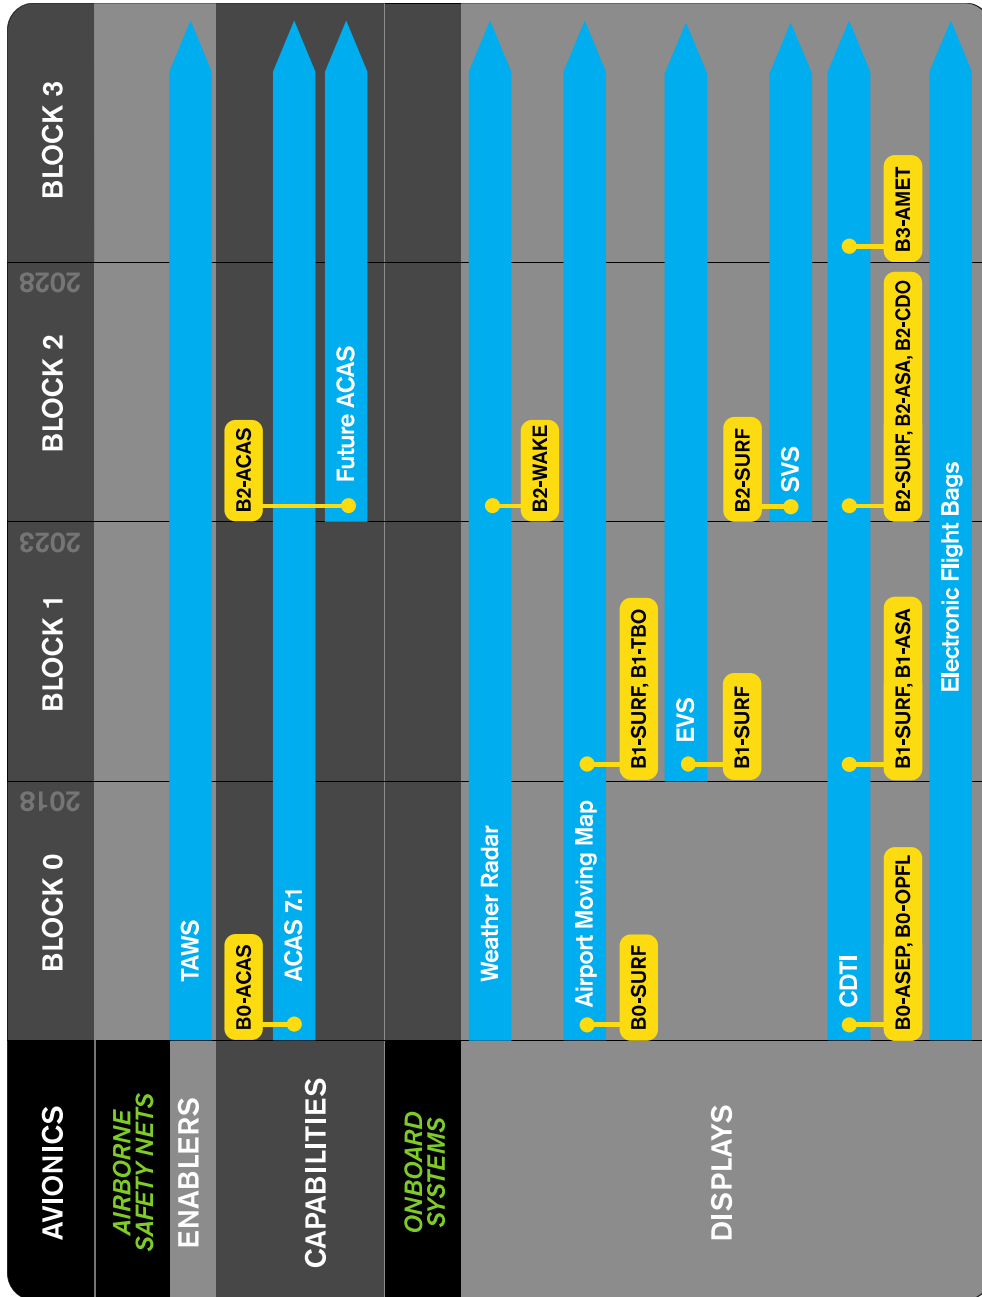 AVIONICS
BLOCK 0
2018
BLOCK 1
2023
BLOCK 2
2028
BLOCK 3
AIRBORNE
SAFETY NETS
ENABLERS
TAWS
CAPABILITIES
B0-ACAS
B2-ACAS
ACAS 7.1
Future ACAS
ONBOARD
SYSTEMS
DISPLAYS
Weather Radar
B2-WAKE
Airport Moving Map
B0-SURF
B1-SURF, B1-TBO
EVS
B1-SURF
B2-SURF
SVS
CDTI
B0-ASEP, B0-OPFL
B1-SURF, B1-ASA
B2-SURF, B2-ASA, B2-CDO
B3-AMET
Electronic Flight Bags